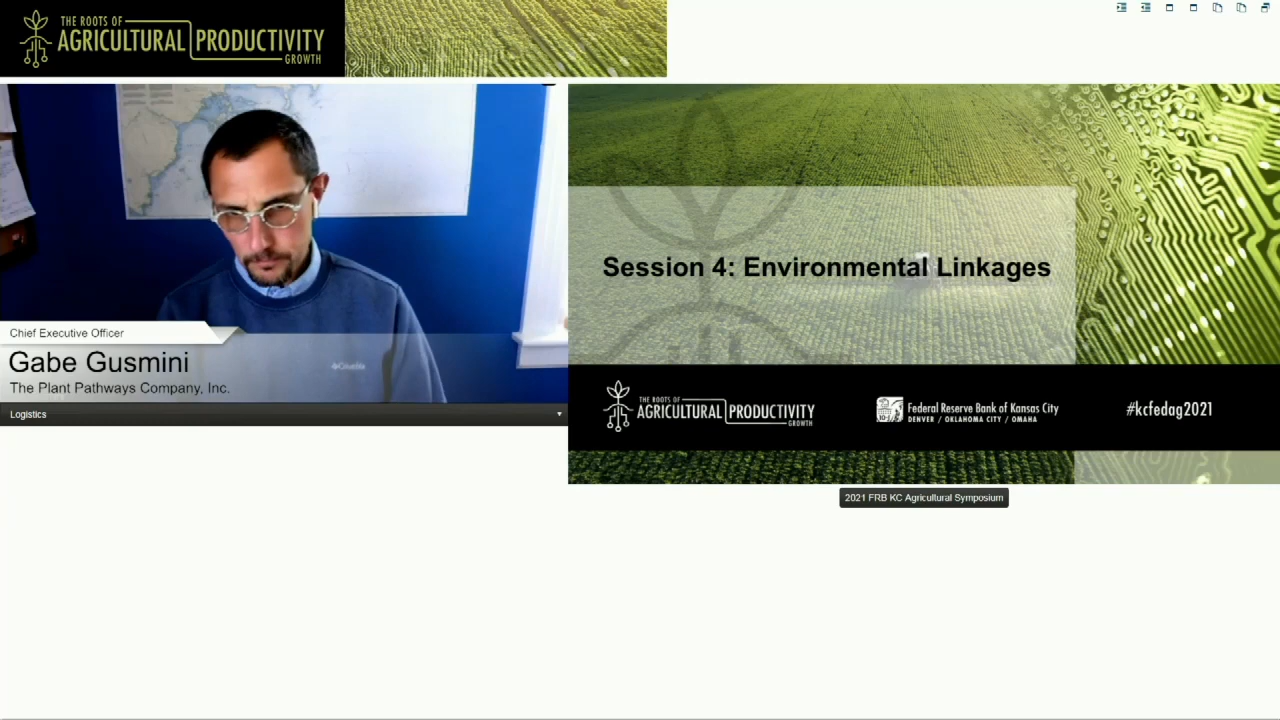 THE ROOTS OF
AGRICULTURAL PRODUCTIVITY
GROWTH
Session 4: Environmental Linkages
Chief Executive Officer
Gabe Gusmini
The Plant Pathways Company, Inc.
Columbia
Logistics
THE ROOTS OF
AGRICULTURAL PRODUCTIVITY
GROWTH
Federal Reserve Bank of Kansas City
DENVER / OKLAHOMA CITY / OMAHA
#kcfedag2021
2021 FRB KC Agricultural Symposium